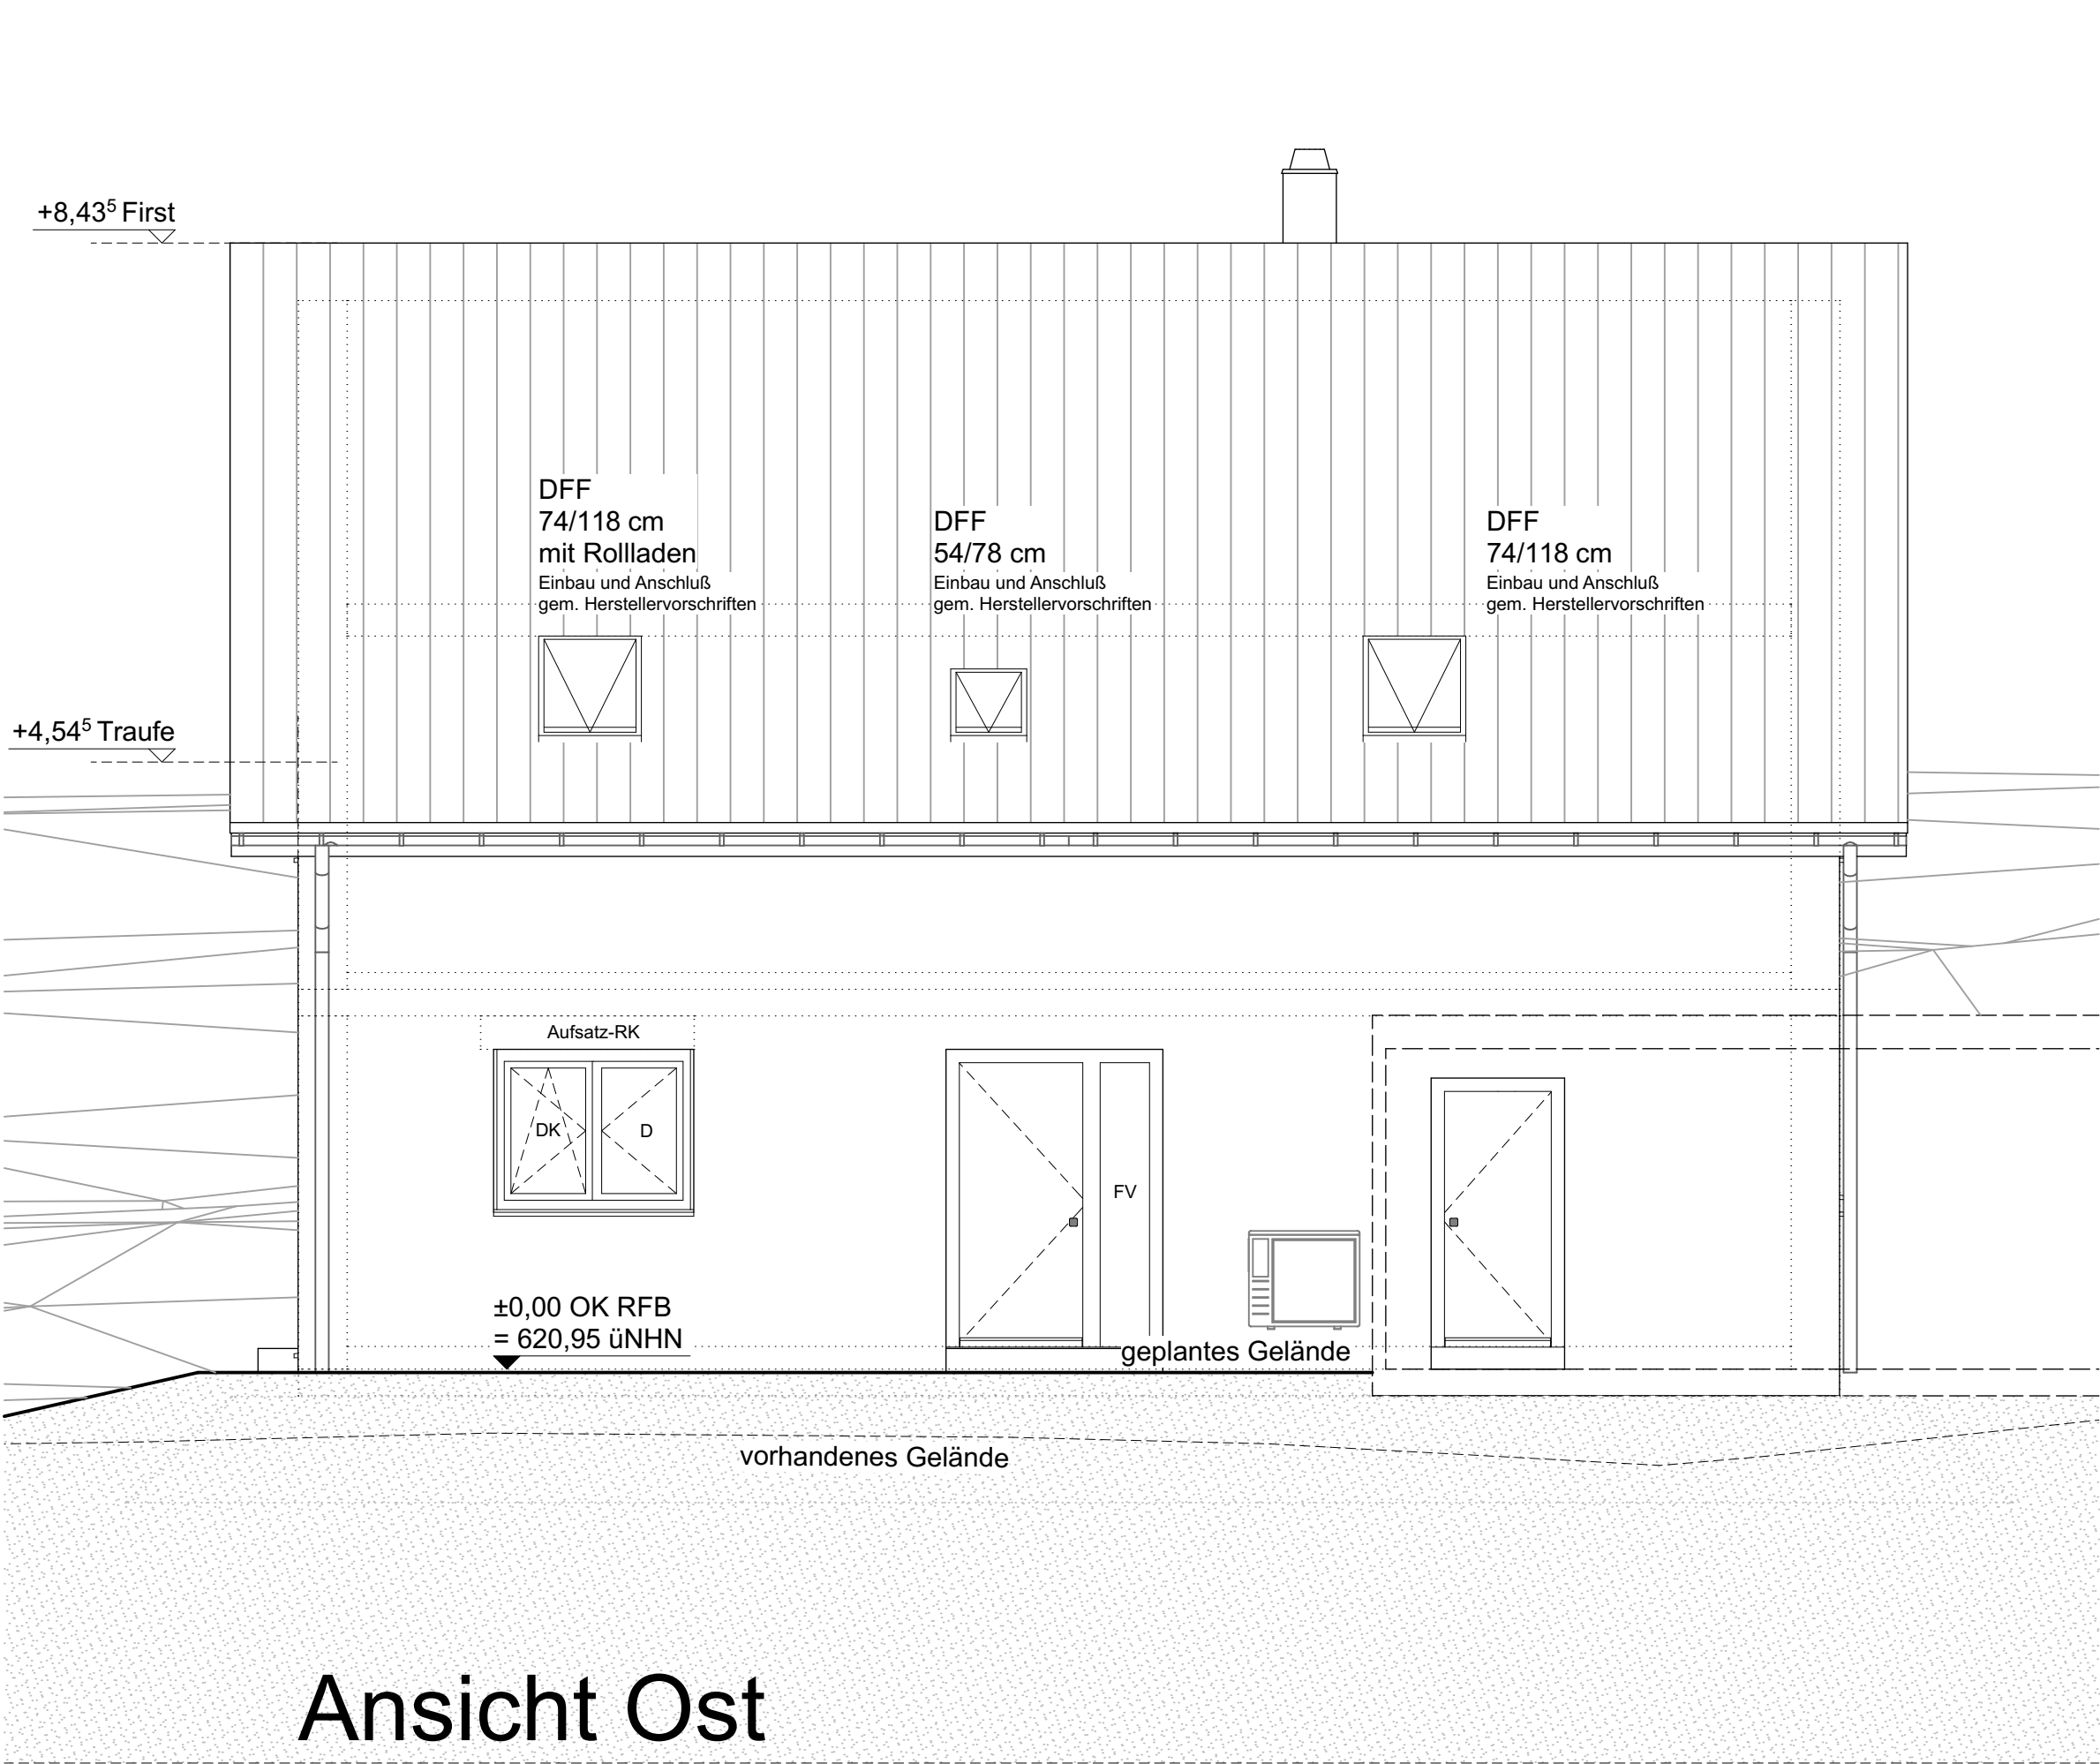 +8,43⁵ First
DFF
74/118 cm
mit Rollladen
Einbau und Anschluß
gem. Herstellervorschriften
DFF
54/78 cm
Einbau und Anschluß
gem. Herstellervorschriften
DFF
74/118 cm
Einbau und Anschluß
gem. Herstellervorschriften
+4,54⁵ Traufe
Aufsatz-RK
DK
D
FV
±0,00 OK RFB
= 620,95 üNHN
geplantes Gelände
vorhandenes Gelände
Ansicht Ost